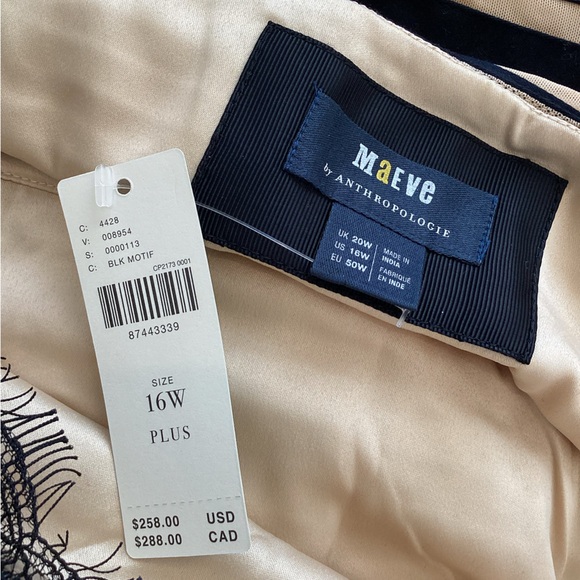 C: 4428
V: 008954
S: 0000113
C: BLK MOTIF
CP2173 0001
87443339
SIZE
16W
PLUS
$258.00 USD
$288.00 CAD
MaEVe
by ANTHROPOLOGIE
UK 20W
US 16W
EU 50W
MADE IN
INDIA
FABRIQUÉ
EN INDE